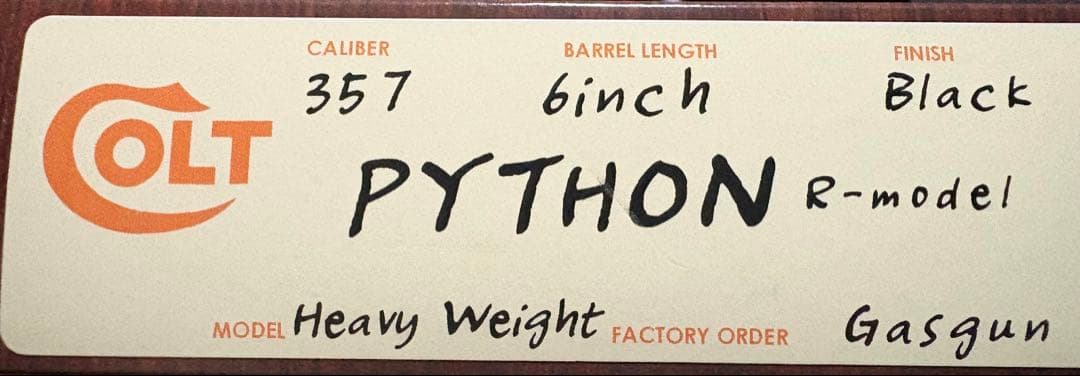 COLT
CALIBER BARREL LENGTH FINISH
357 6inch Black
PYTHON R-model
MODEL Heavy Weight FACTORY ORDER Gasgun